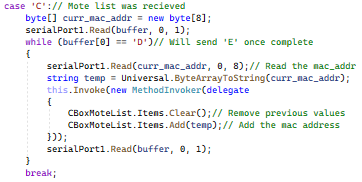 case 'C':// Mote list was recieved
    byte[] curr_mac_addr = new byte[8];
    serialPort1.Read(buffer, 0, 1);
    while (buffer[0] == 'D')// Will send 'E' once complete
    {
        serialPort1.Read(curr_mac_addr, 0, 8);// Read the mac_addr
        string temp = Universal.ByteArrayToString(curr_mac_addr);
        this.Invoke(new MethodInvoker(delegate
        {
            CBoxMoteList.Items.Clear();// Remove previous values
            CBoxMoteList.Items.Add(temp);// Add the mac address
        }));
        serialPort1.Read(buffer, 0, 1);
    }
    break;